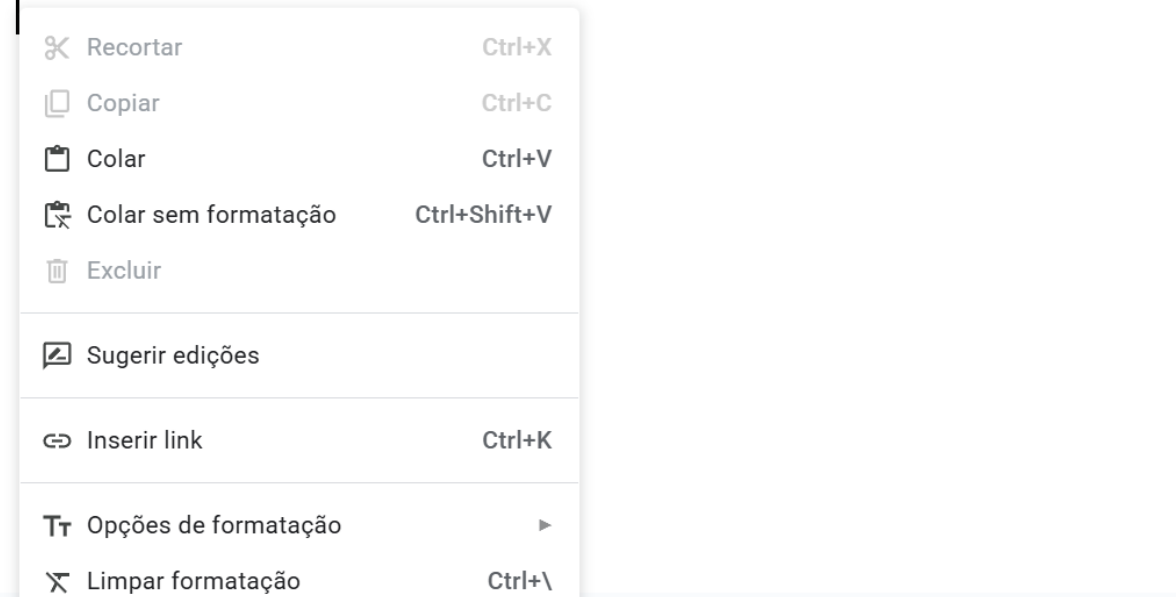 Recortar Ctrl+X
Copiar Ctrl+C
Colar Ctrl+V
Colar sem formatação Ctrl+Shift+V
Excluir
Sugerir edições
Inserir link Ctrl+K
Opções de formatação
Limpar formatação Ctrl+\